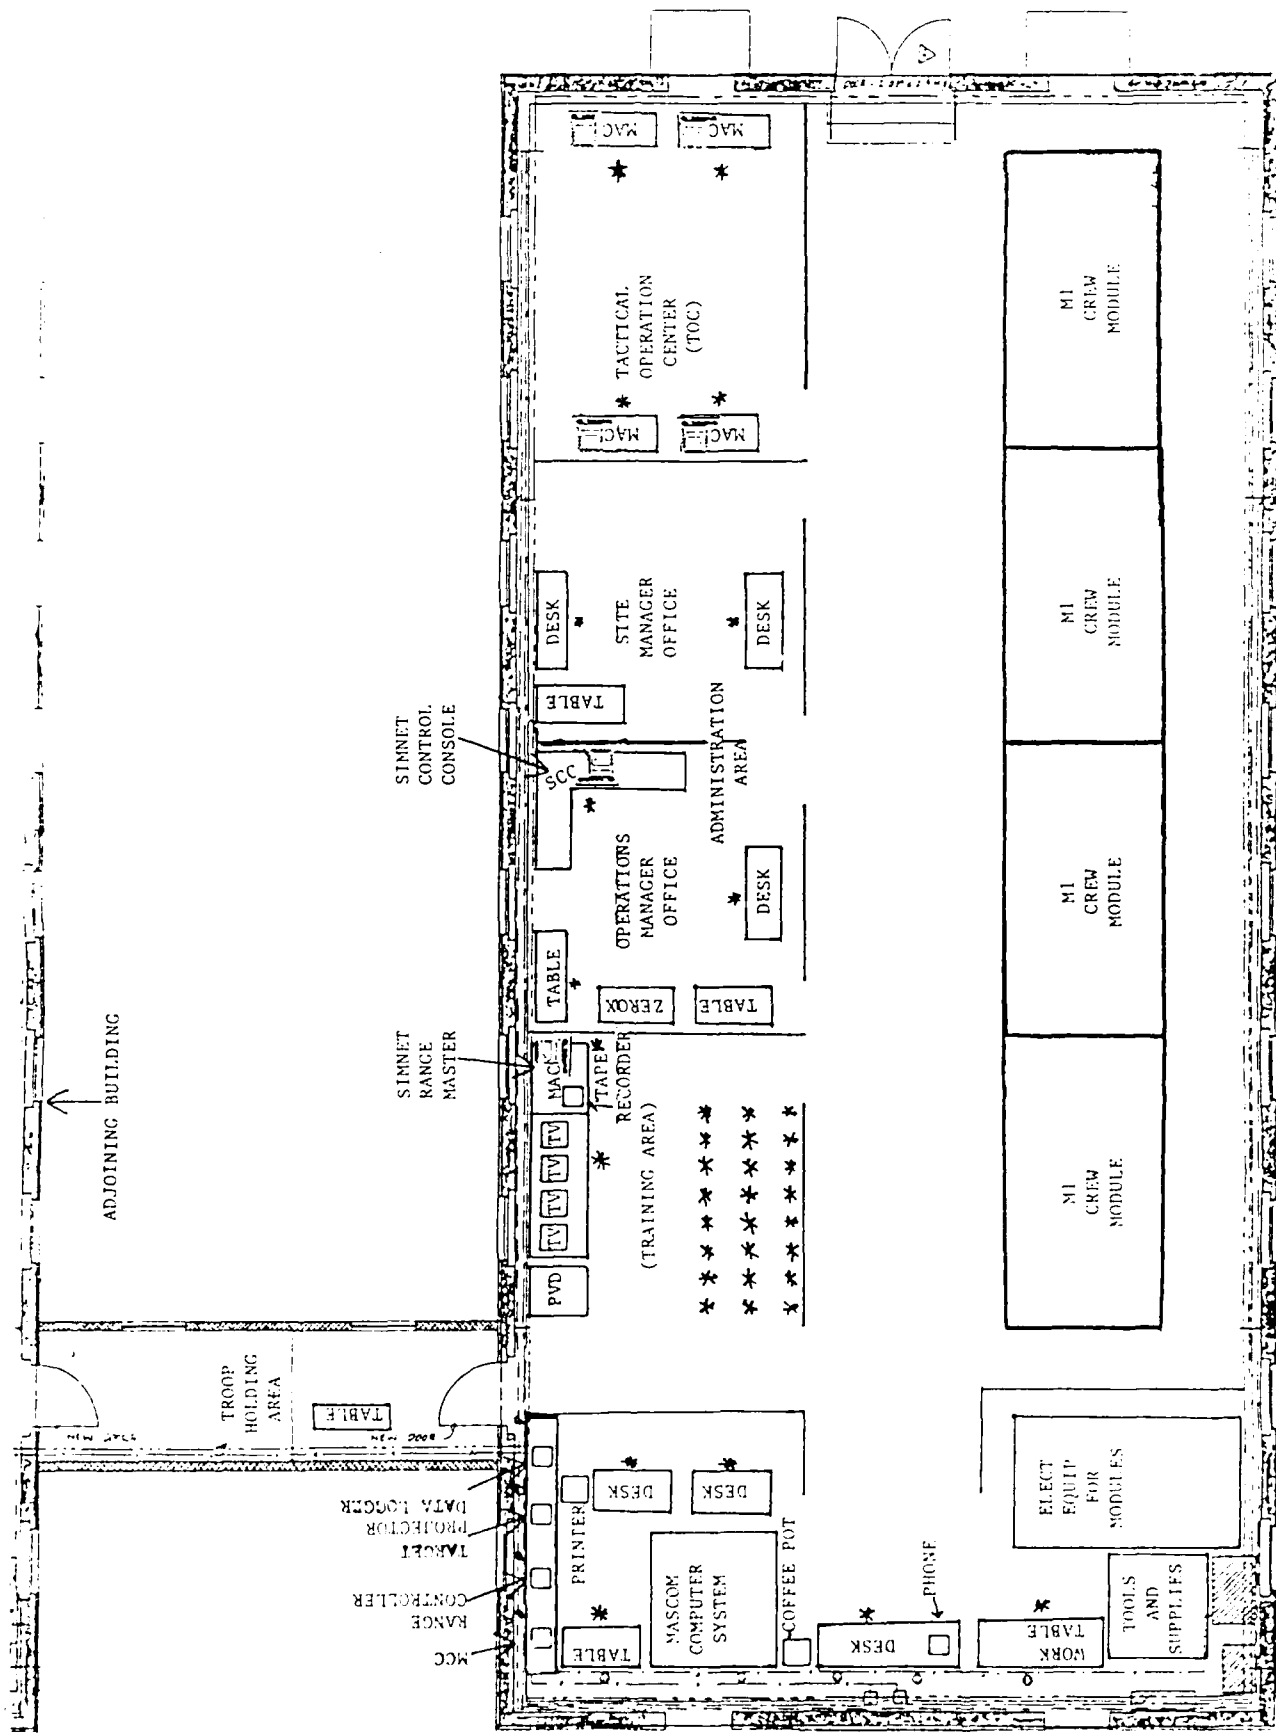 MAC
MAC
TACTICAL
OPERATION
CENTER
(TOC)
MAC
MAC
M1
CREW
MODULE
DESK
SITE
MANAGER
OFFICE
DESK
TABLE
SIMNET
CONTROL
CONSOLE
SCC
ADMINISTRATION
AREA
M1
CREW
MODULE
OPERATIONS
MANAGER
OFFICE
DESK
TABLE
ZEROX
TABLE
M1
CREW
MODULE
ADJOINING BUILDING
SIMNET
RANGE
MASTER
MAC
TAPE
RECORDER
TV
TV
TV
TV
PVD
(TRAINING AREA)
M1
CREW
MODULE
TROOP
HOLDING
AREA
TABLE
DATA LOGGER
TARGET
PROJECTOR
RANGE
CONTROLLER
MCC
PRINTER
DESK
DESK
TABLE
MASCOM
COMPUTER
SYSTEM
COFFEE POT
DESK
PHONE
WORK
TABLE
ELECT
EQUIP
FOR
MODULES
TOOLS
AND
SUPPLIES